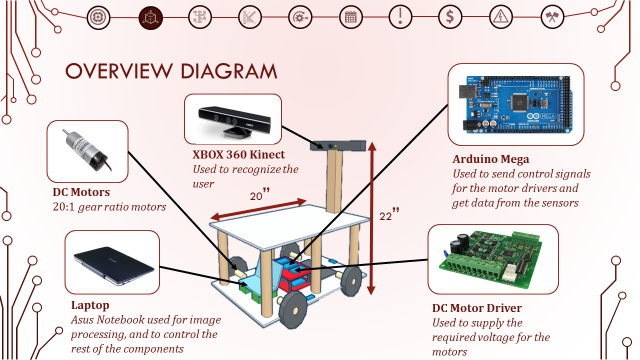 OVERVIEW DIAGRAM
XBOX 360 Kinect
Used to recognize the
user
DC Motors
20:1 gear ratio motors
20”
22”
Arduino Mega
Used to send control signals
for the motor drivers and
get data from the sensors
Laptop
Asus Notebook used for image
processing, and to control the
rest of the components
DC Motor Driver
Used to supply the
required voltage for the
motors